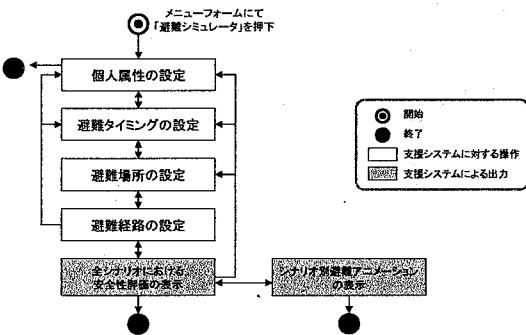 メニューフォームにて
「避難シミュレータ」を押下
個人属性の設定
避難タイミングの設定
避難場所の設定
避難経路の設定
全シナリオにおける
安全性評価の表示
シナリオ別避難アニメーション
の表示
開始
終了
支援システムに対する操作
支援システムによる出力